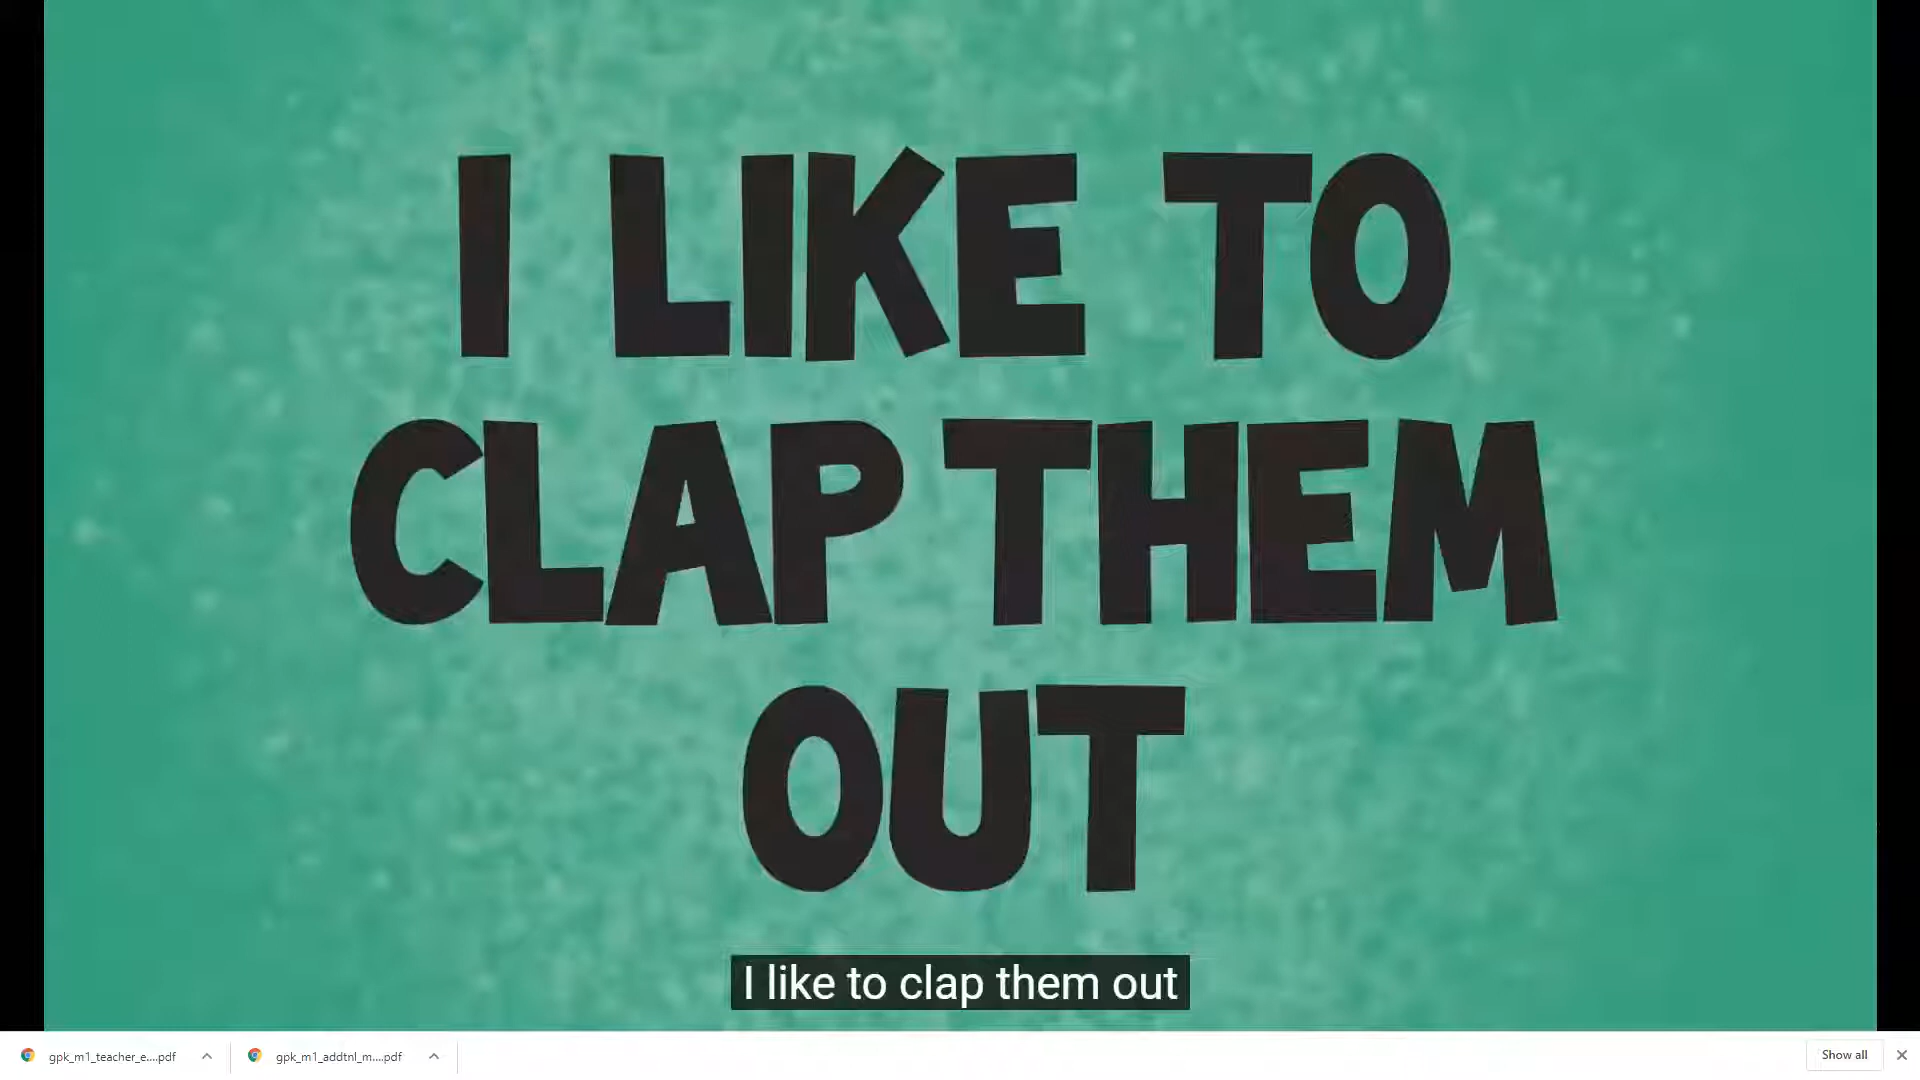 I LIKE TO
CLAP THEM
OUT
I like to clap them out
gpk_m1_teacher_e....pdf
gpk_m1_addtnl_m....pdf
Show all